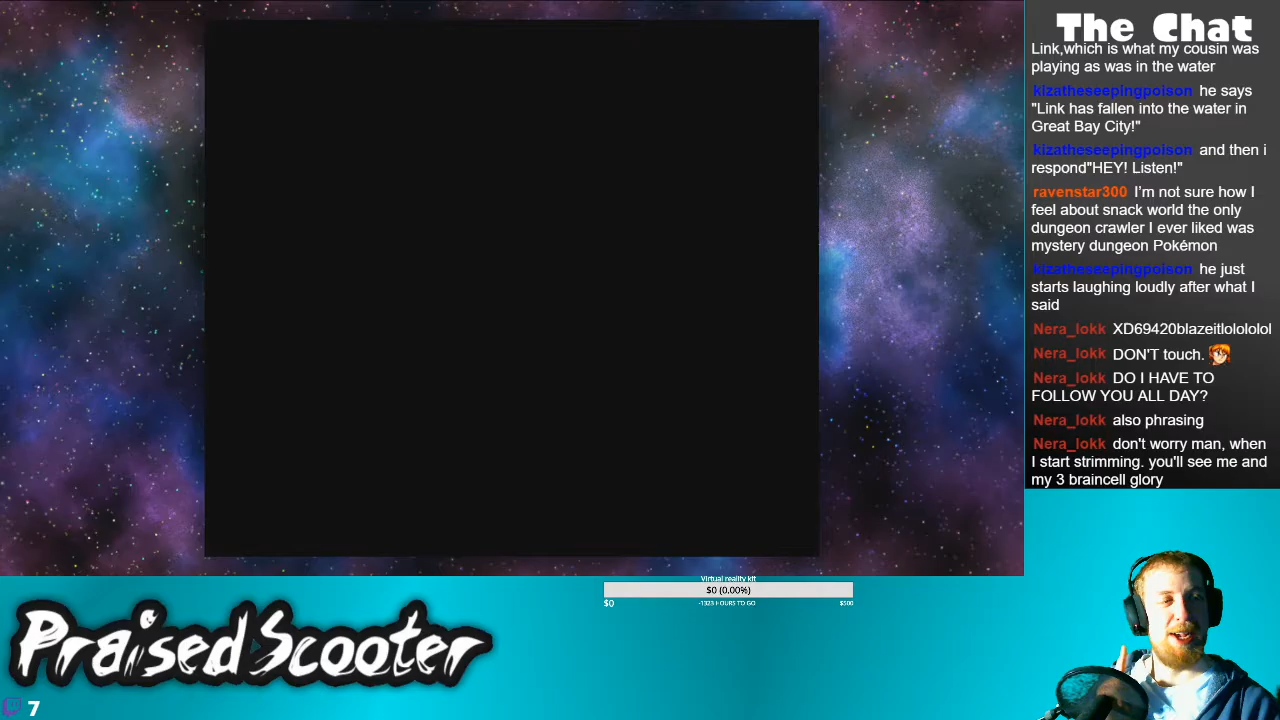 The Chat
Link,which is what my cousin was
playing as was in the water
kizatheseepingpoison he says
"Link has fallen into the water in
Great Bay City!"
kizatheseepingpoison and then i
respond"HEY! Listen!"
ravenstar300 I'm not sure how I
feel about snack world the only
dungeon crawler I ever liked was
mystery dungeon Pokémon
kizatheseepingpoison he just
starts laughing loudly after what I
said
Nera_lokk XD69420blazeitlolololol
Nera_lokk DON'T touch.
Nera_lokk DO I HAVE TO
FOLLOW YOU ALL DAY?
Nera_lokk also phrasing
Nera_lokk don't worry man, when
I start strimming. you'll see me and
my 3 braincell glory
Virtual reality kit
$0 (0.00%)
$0 -1323 HOURS TO GO $500
PraisedScooter
7